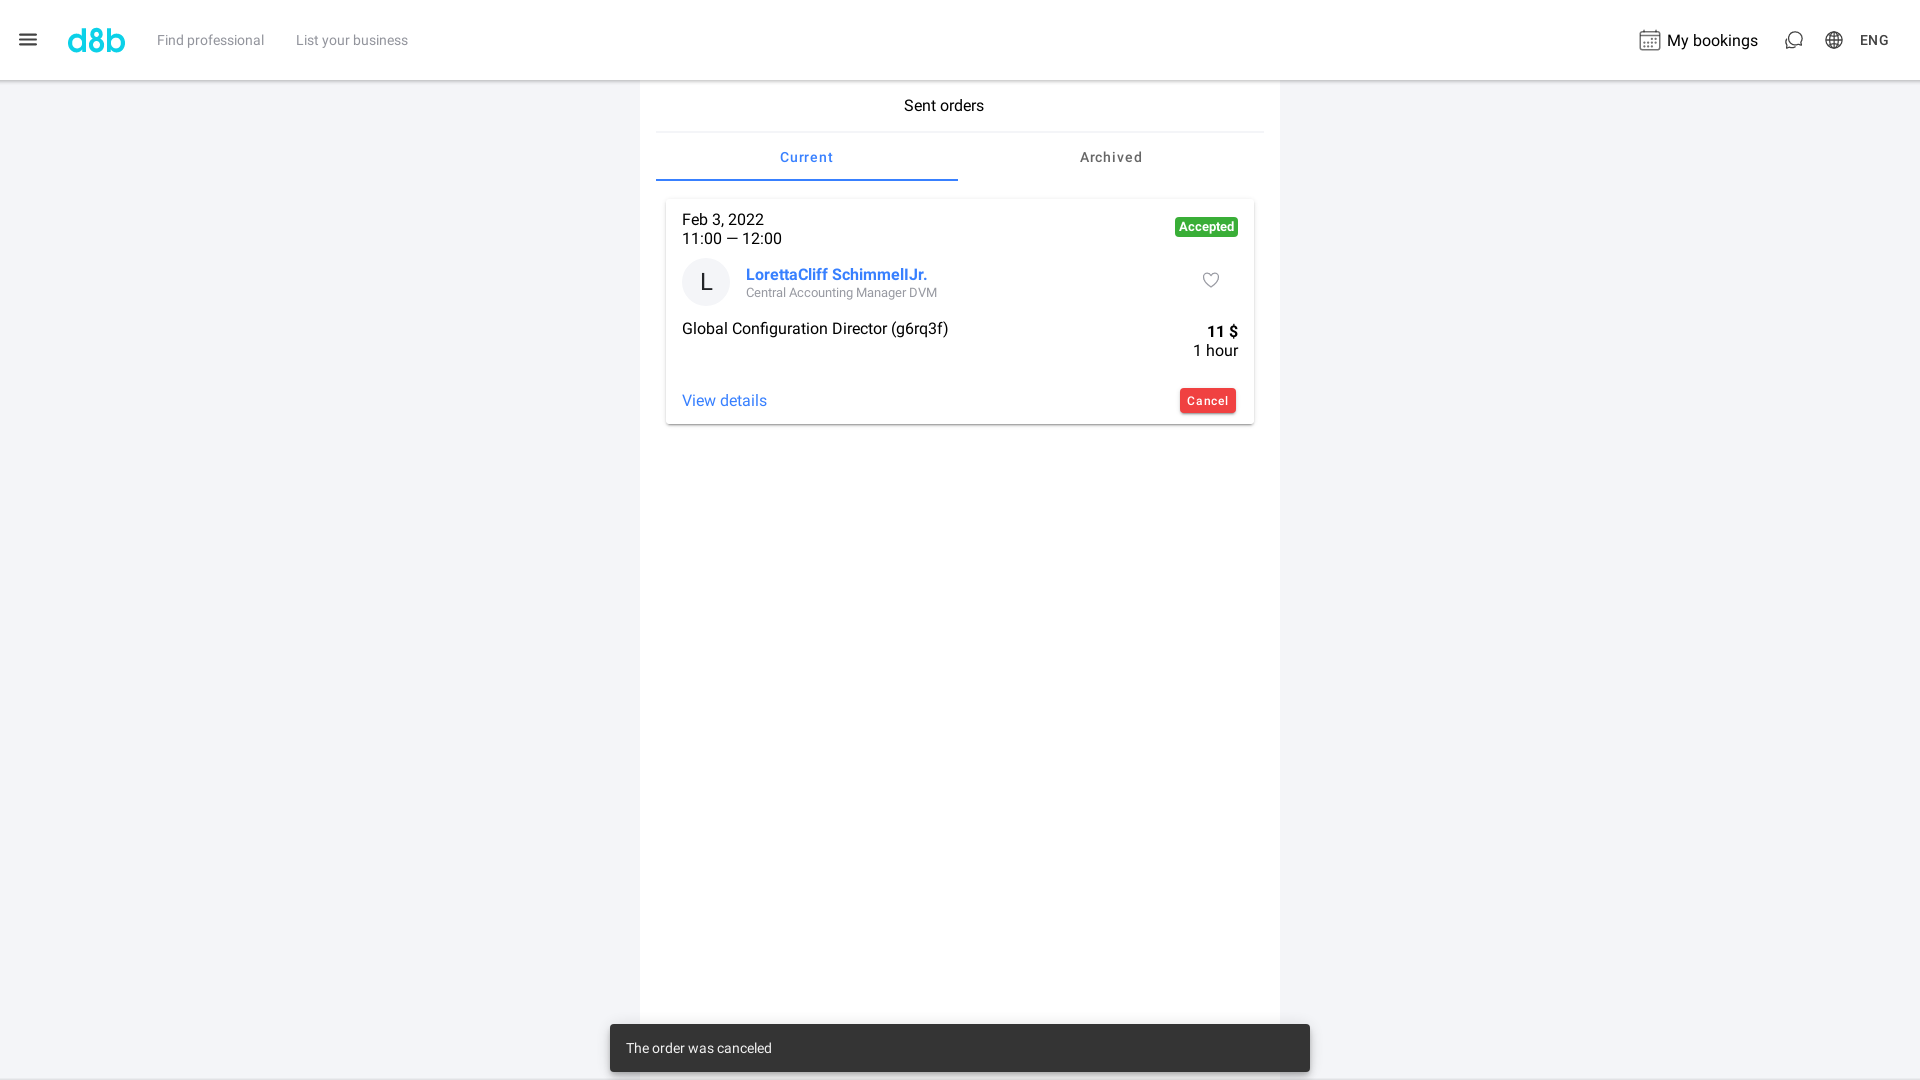 d8b
Find professional
List your business
My bookings
ENG
Sent orders
Current
Archived
Feb 3, 2022
11:00 — 12:00
Accepted
L
LorettaCliff SchimmelIJr.
Central Accounting Manager DVM
Global Configuration Director (g6rq3f)
11 $
1 hour
View details
Cancel
The order was canceled